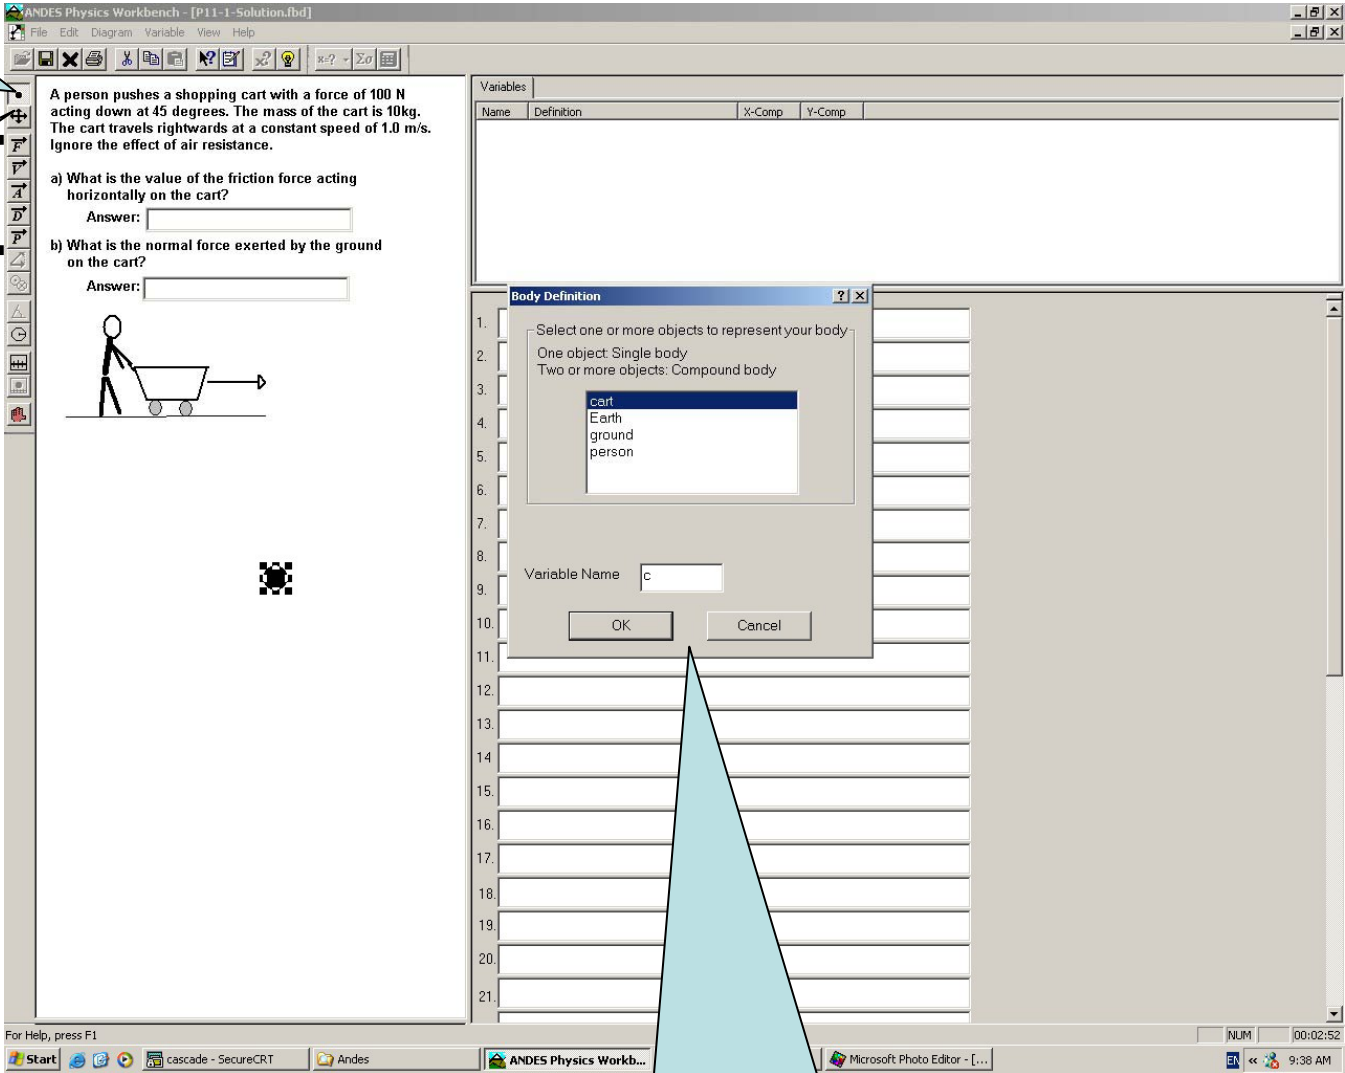 ANDES Physics Workbench - [P11-1-Solution.fbd]
File Edit Diagram Variable View Help
x=? Σσ
A person pushes a shopping cart with a force of 100 N
acting down at 45 degrees. The mass of the cart is 10kg.
The cart travels rightwards at a constant speed of 1.0 m/s.
Ignore the effect of air resistance.
a) What is the value of the friction force acting
horizontally on the cart?
Answer:
b) What is the normal force exerted by the ground
on the cart?
Answer:
F
V
A
D
P
Variables
Name Definition X-Comp Y-Comp
Body Definition
Select one or more objects to represent your body
One object: Single body
Two or more objects: Compound body
cart
Earth
ground
person
Variable Name c
OK Cancel
1.
2.
3.
4.
5.
6.
7.
8.
9.
10.
11.
12.
13.
14
15.
16.
17.
18.
19.
20.
21.
For Help, press F1
NUM 00:02:52
Start cascade - SecureCRT Andes ANDES Physics Workb... Microsoft Photo Editor - [... EN « 9:38 AM